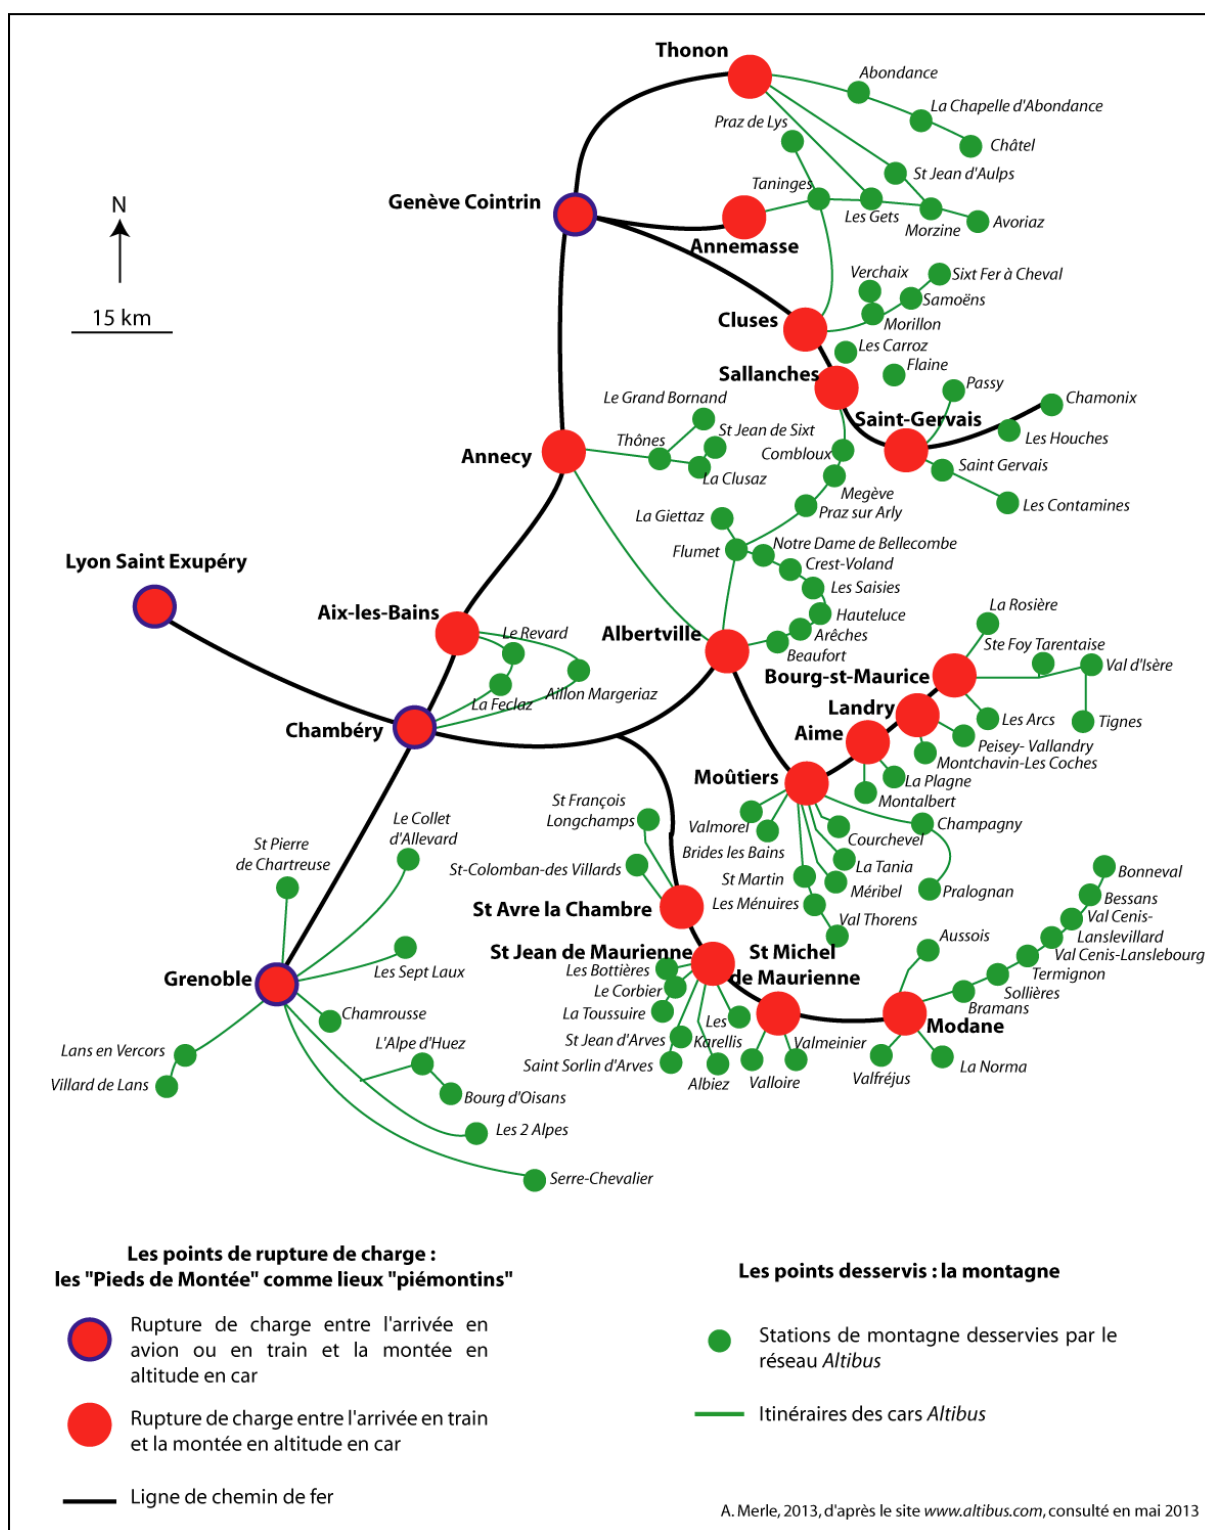 Thonon
Abondance
La Chapelle d'Abondance
Praz de Lys
Châtel
St Jean d'Aulps
Taninges
Genève Cointrin
Les Gets
Morzine
Avoriaz
Annemasse
N
15 km
Verchaix
Sixt Fer à Cheval
Samoëns
Cluses
Morillon
Les Carroz
Flaine
Sallanches
Passy
Chamonix
Le Grand Bornand
Saint-Gervais
St Jean de Sixt
Les Houches
Thônes
Combloux
Annecy
La Clusaz
Saint Gervais
Megève
Les Contamines
Praz sur Arly
La Giettaz
Flumet
Notre Dame de Bellecombe
Crest-Voland
Lyon Saint Exupéry
Les Saisies
Aix-les-Bains
Hauteluce
La Rosière
Le Revard
Albertville
Arêches
Ste Foy Tarentaise
Beaufort
Val d'Isère
Bourg-st-Maurice
Aillon Margeriaz
La Feclaz
Landry
Les Arcs
Tignes
Chambéry
Aime
Peisey- Vallandry
Montchavin-Les Coches
Moûtiers
La Plagne
Montalbert
St François
Longchamps
Le Collet
d'Allevard
St Pierre
de Chartreuse
Valmorel
Courchevel
Champagny
Brides les Bains
La Tania
St-Colomban-des Villards
St Martin
Méribel
Pralognan
Bonneval
Bessans
Les Ménuires
St Avre la Chambre
Val Thorens
Val Cenis-
Lanslevillard
Aussois
St Jean de Maurienne
St Michel
de Maurienne
Val Cenis-Lanslebourg
Les Bottières
Termignon
Les Sept Laux
Grenoble
Le Corbier
Sollières
Bramans
La Toussuire
Chamrousse
Les
Karellis
Modane
St Jean d'Arves
Valmeinier
Lans en Vercors
L'Alpe d'Huez
Saint Sorlin d'Arves
Valfréjus
La Norma
Villard de Lans
Albiez
Valloire
Bourg d'Oisans
Les 2 Alpes
Serre-Chevalier
Les points de rupture de charge :
les "Pieds de Montée" comme lieux "piémontins"
Rupture de charge entre l'arrivée en
avion ou en train et la montée en
altitude en car
Rupture de charge entre l'arrivée en train
et la montée en altitude en car
Ligne de chemin de fer
Les points desservis : la montagne
Stations de montagne desservies par le
réseau Altibus
Itinéraires des cars Altibus
A. Merle, 2013, d'après le site www.altibus.com, consulté en mai 2013